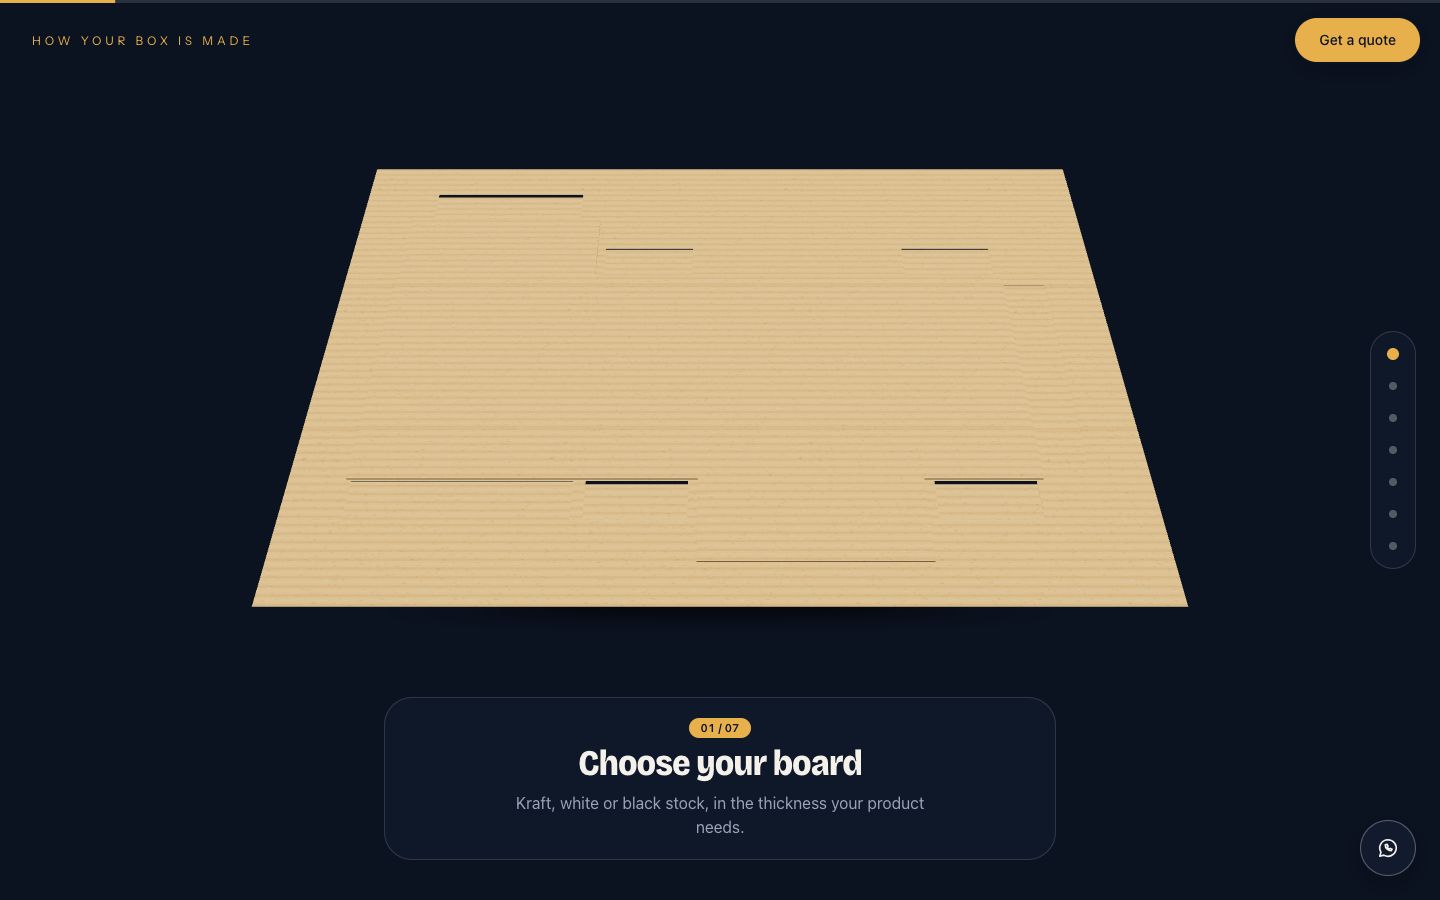 HOW YOUR BOX IS MADE
Get a quote
01 / 07
Choose your board
Kraft, white or black stock, in the thickness your product
needs.